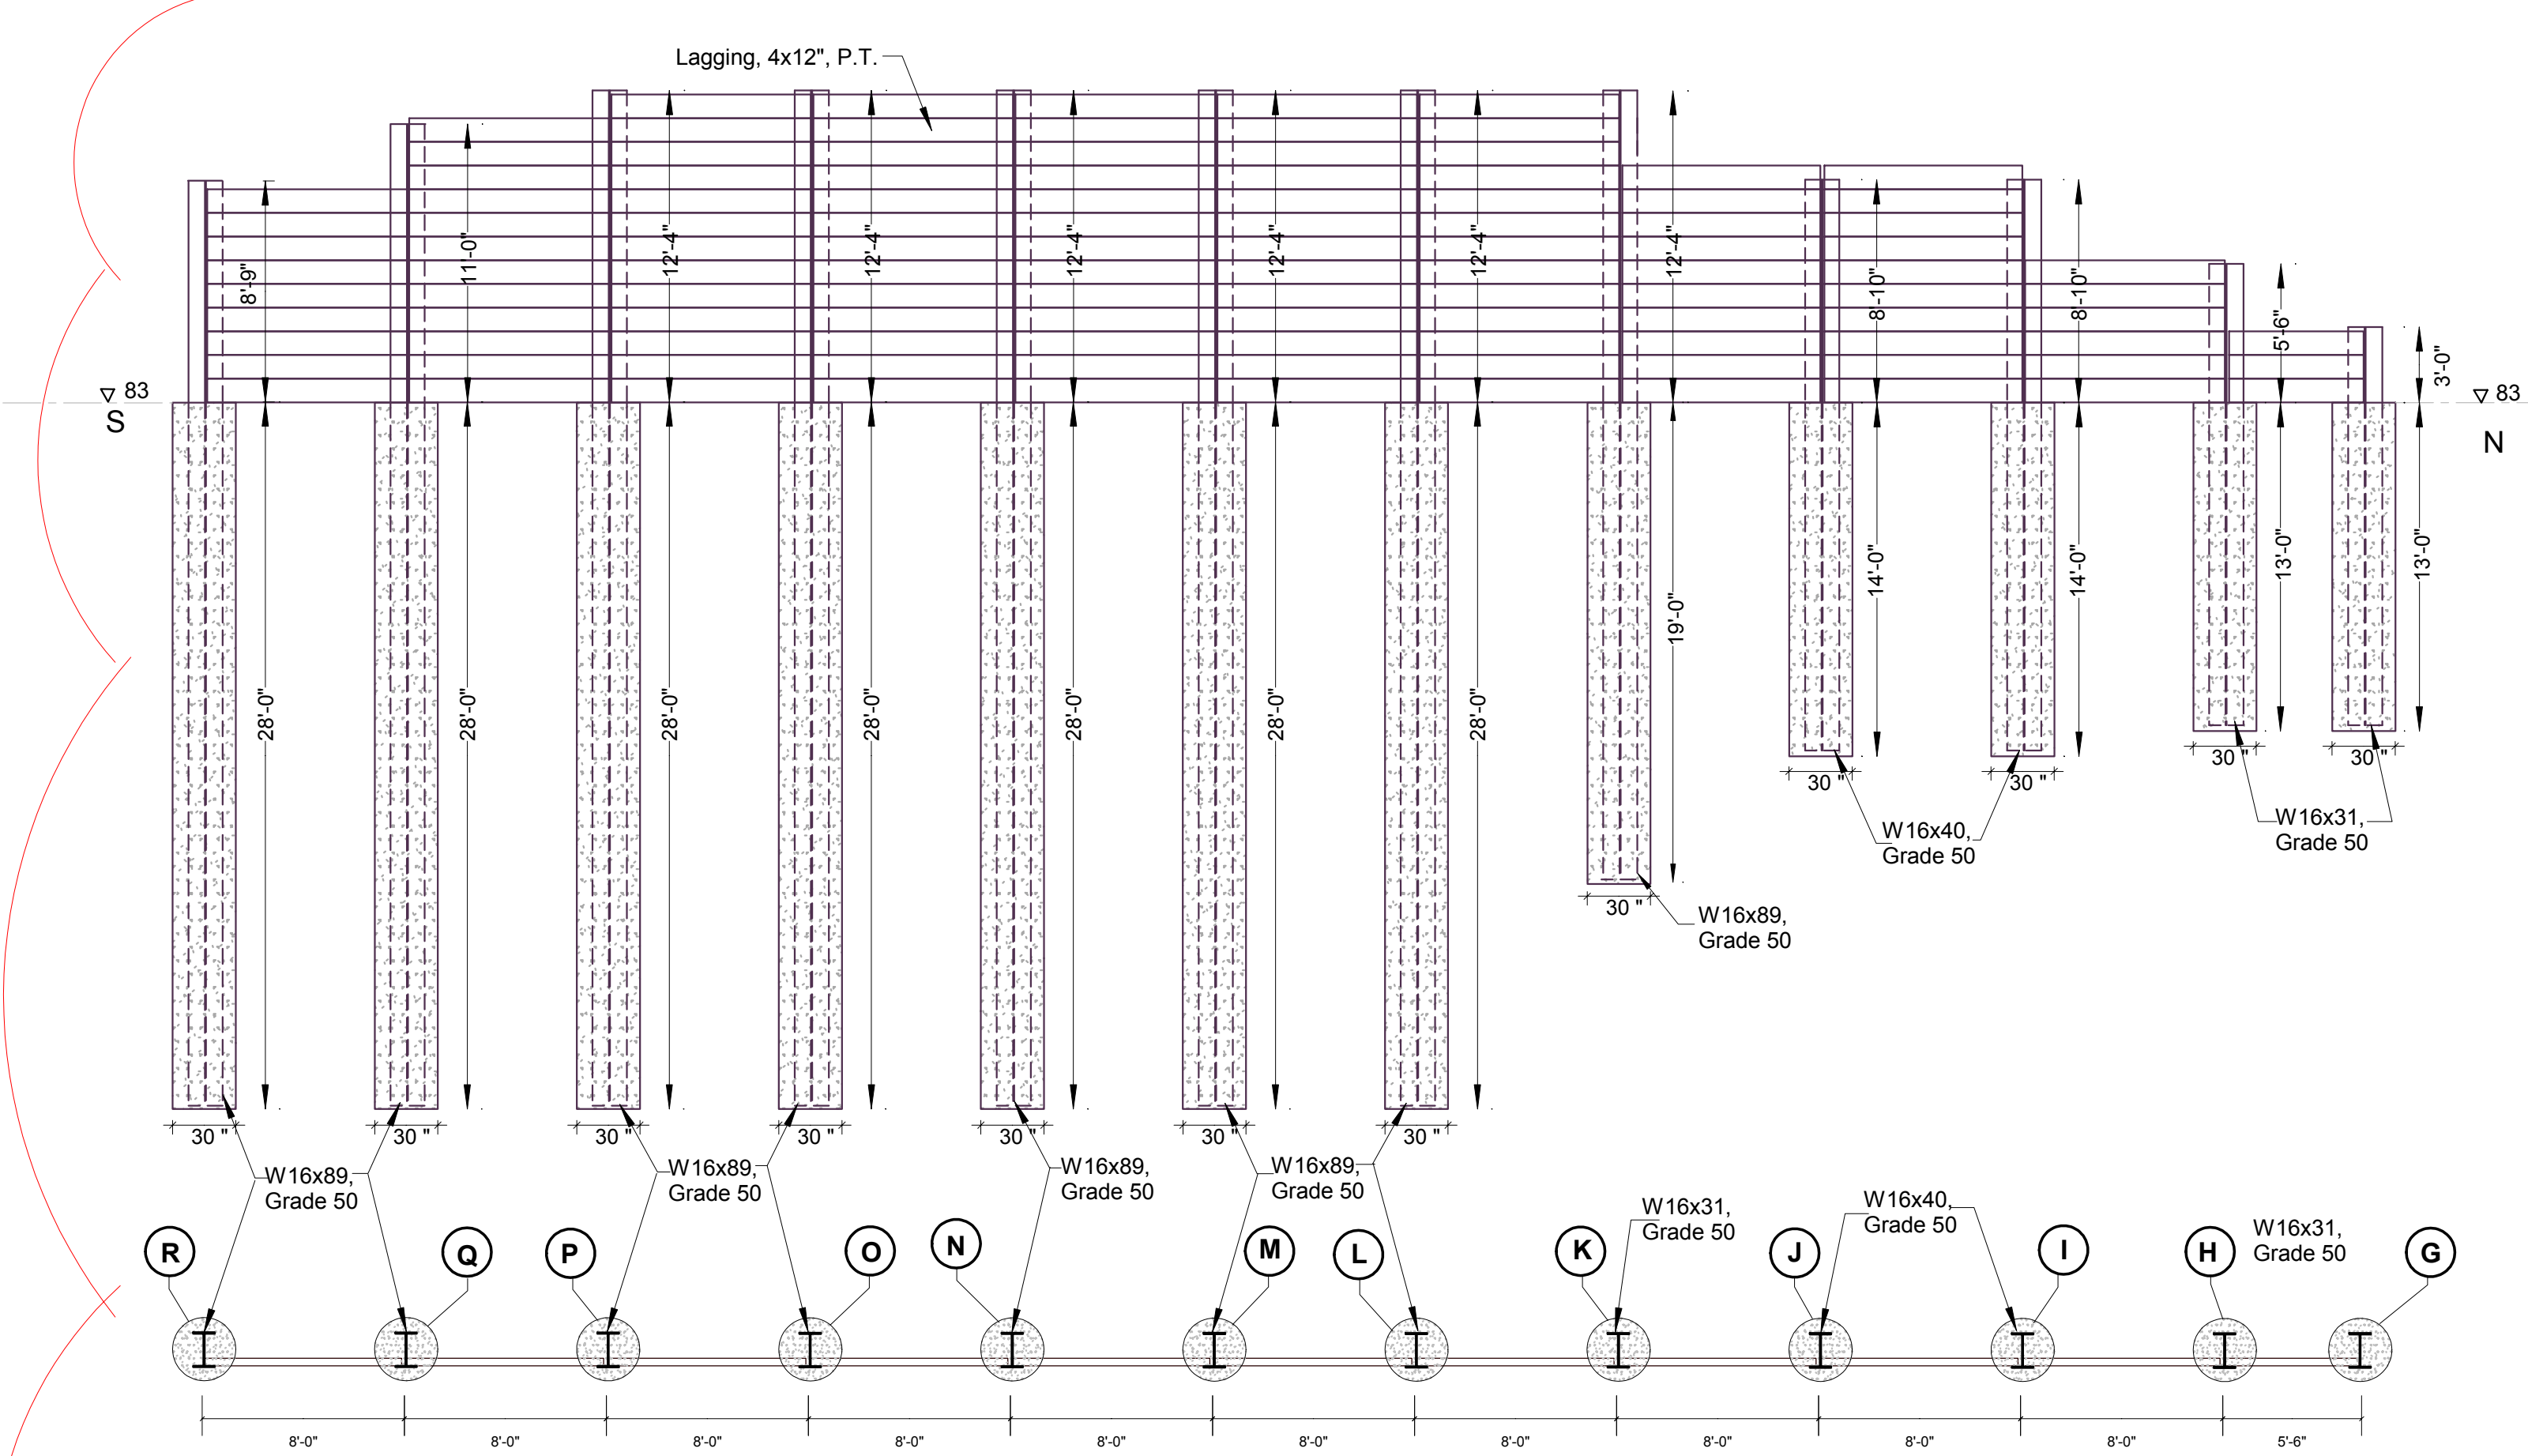 Lagging, 4x12", P.T.
8'-9"
11'-0"
12'-4"
12'-4"
12'-4"
12'-4"
12'-4"
12'-4"
8'-10"
8'-10"
5'-6"
3'-0"
▽ 83
S
▽ 83
N
28'-0"
28'-0"
28'-0"
28'-0"
28'-0"
28'-0"
28'-0"
19'-0"
14'-0"
14'-0"
13'-0"
13'-0"
30 "
30 "
30 "
30 "
W16x31,
Grade 50
W16x40,
Grade 50
30 "
W16x89,
Grade 50
30 "
30 "
30 "
30 "
30 "
30 "
30 "
W16x89,
Grade 50
W16x89,
Grade 50
W16x89,
Grade 50
W16x89,
Grade 50
W16x31,
Grade 50
W16x40,
Grade 50
W16x31,
Grade 50
R
Q
P
O
N
M
L
K
J
I
H
G
8'-0"
8'-0"
8'-0"
8'-0"
8'-0"
8'-0"
8'-0"
8'-0"
8'-0"
8'-0"
5'-6"